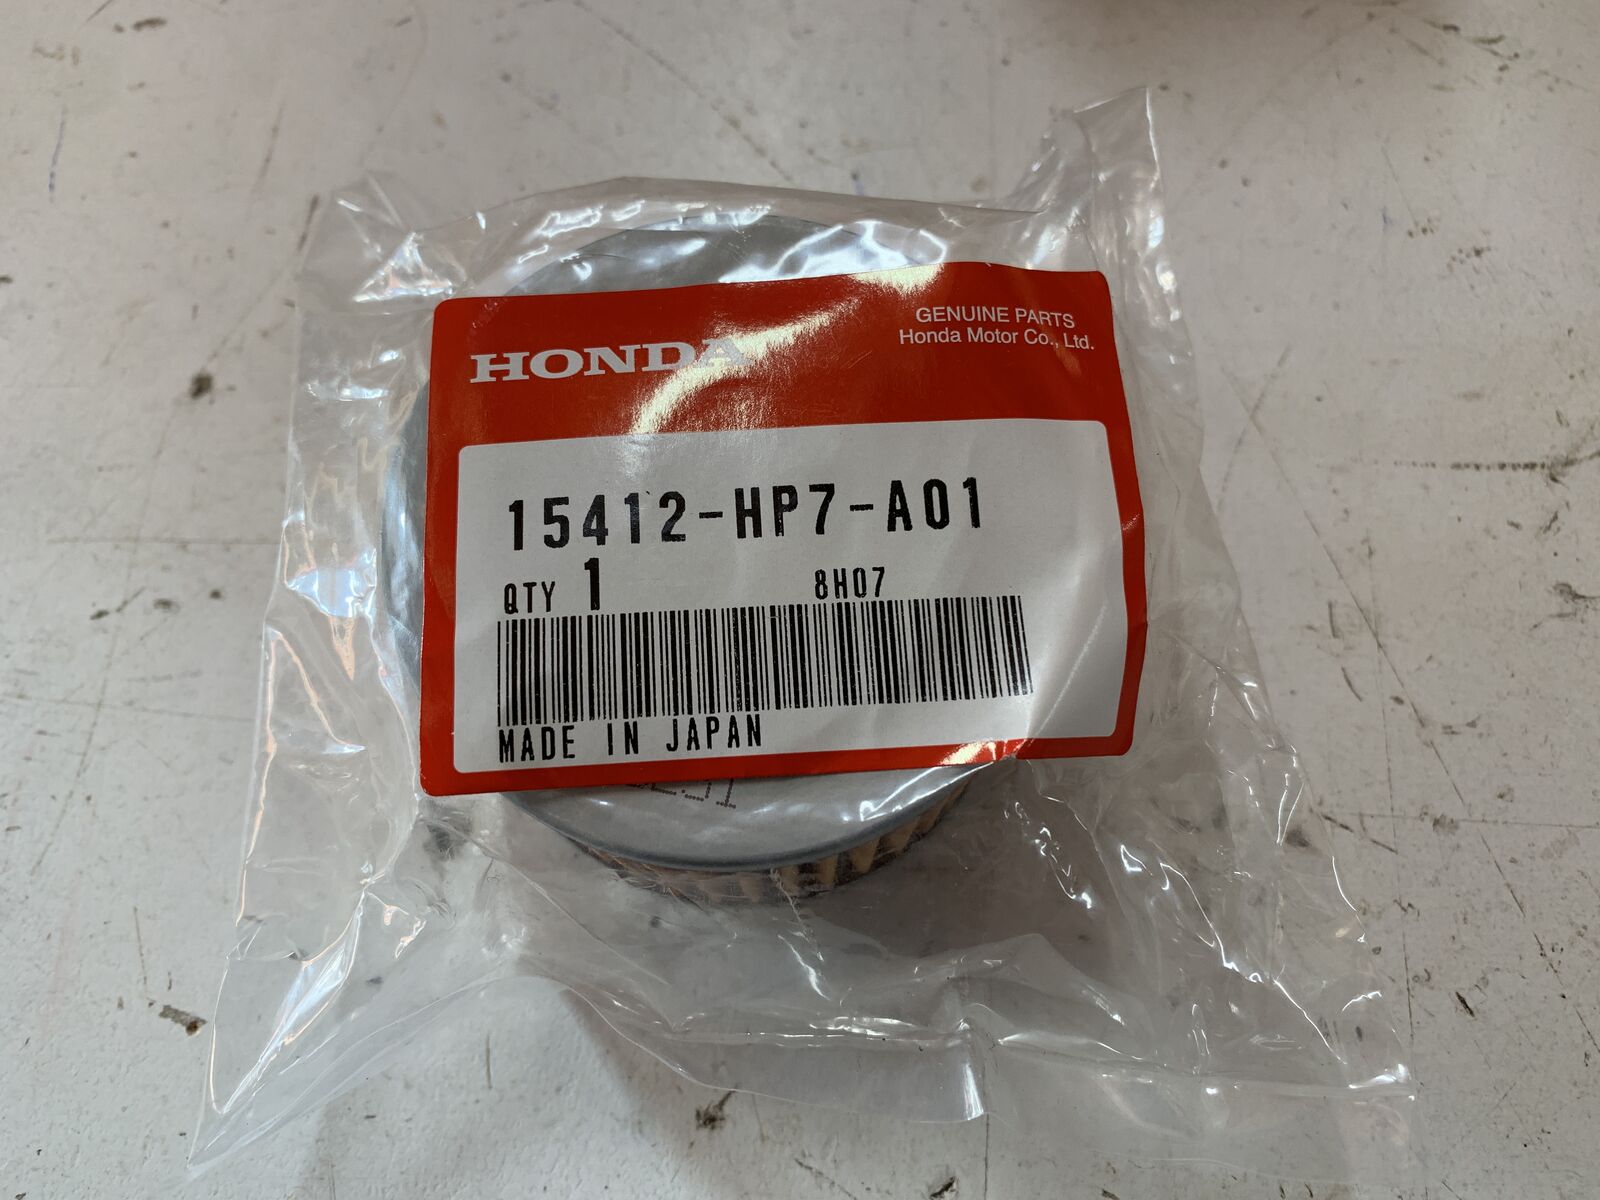 HONDA
GENUINE PARTS
Honda Motor Co., Ltd.
15412-HP7-A01
QTY 1 8H07
MADE IN JAPAN